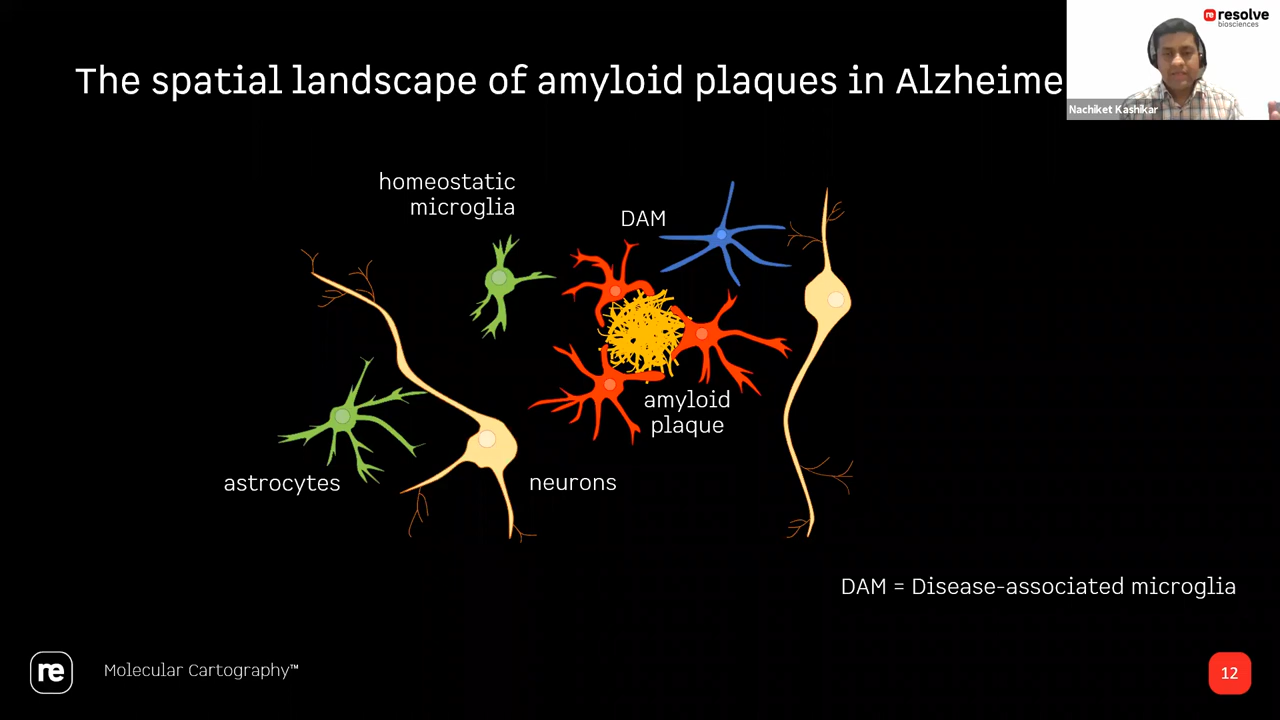 The spatial landscape of amyloid plaques in Alzheime
re resolve
biosciences
Nachiket Kashikar
homeostatic
microglia
DAM
amyloid
plaque
astrocytes
neurons
DAM = Disease-associated microglia
re
Molecular Cartography™
12